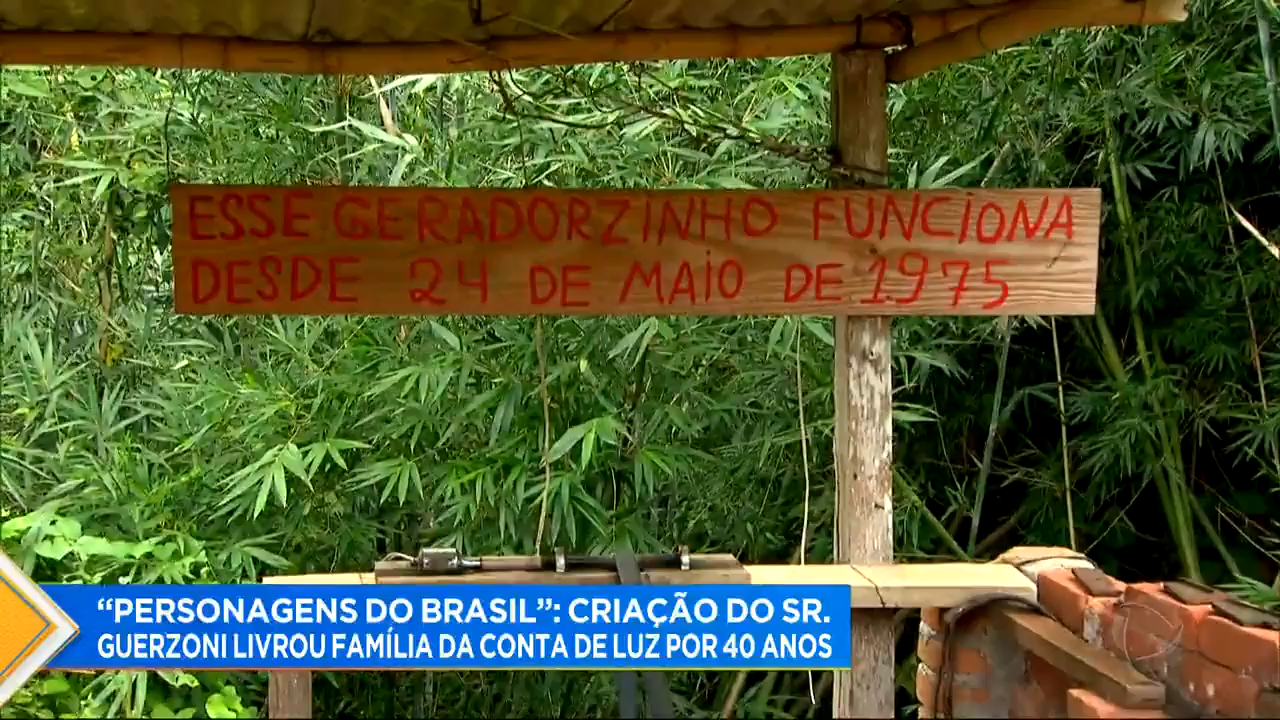 ESSE GERADORZINHO FUNCIONA
DESDE 24 DE MAIO DE 1975
“PERSONAGENS DO BRASIL”: CRIAÇÃO DO SR.
GUERZONI LIVROU FAMÍLIA DA CONTA DE LUZ POR 40 ANOS